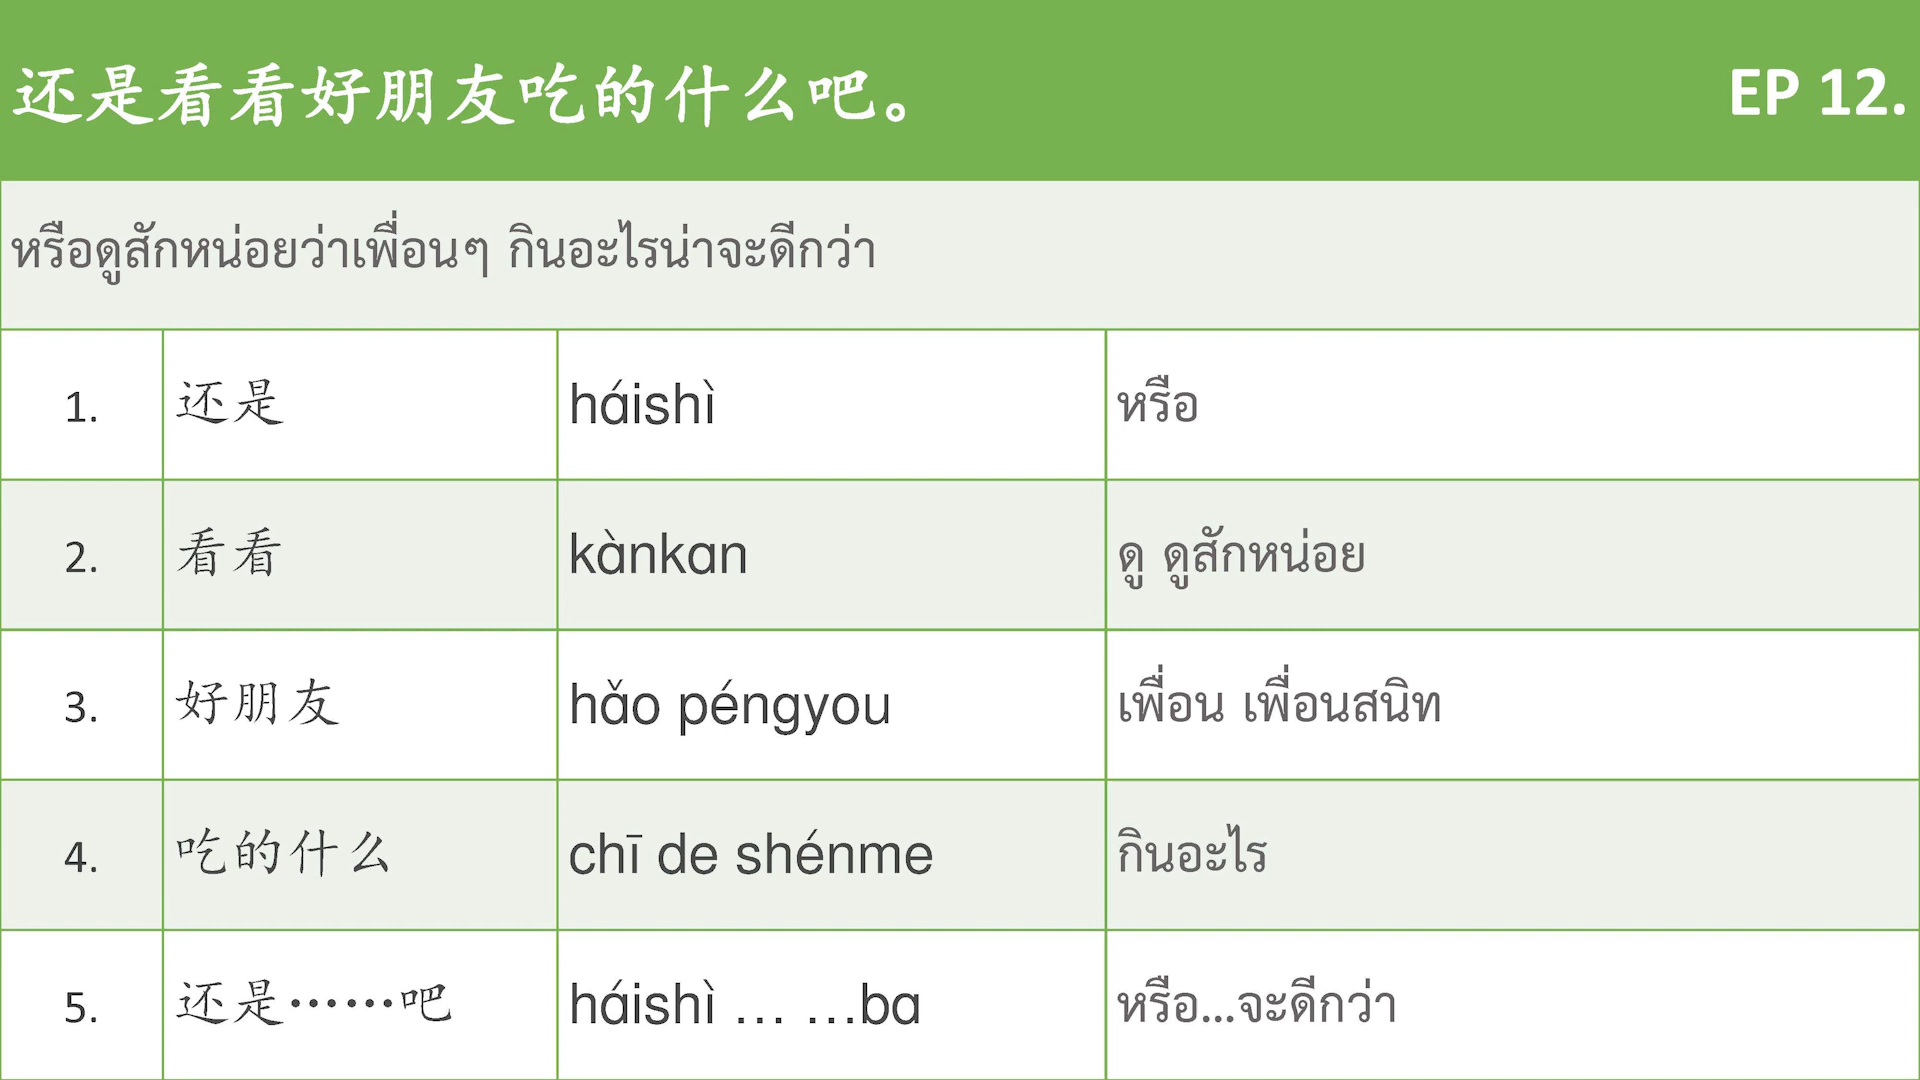 还是看看好朋友吃的什么吧。 EP 12.
หรือดูสักหน่อยว่าเพื่อนๆ กินอะไรน่าจะดีกว่า
1. 还是 háishì หรือ
2. 看看 kànkan ดู ดูสักหน่อย
3. 好朋友 hǎo péngyou เพื่อน เพื่อนสนิท
4. 吃的什么 chī de shénme กินอะไร
5. 还是······吧 háishì … …ba หรือ...จะดีกว่า